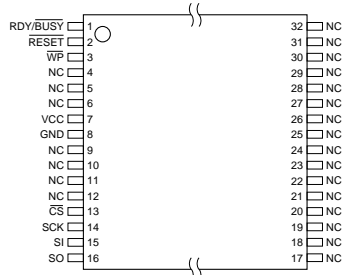 RDY/BUSY 1 32 NC
RESET 2 31 NC
WP 3 30 NC
NC 4 29 NC
NC 5 28 NC
NC 6 27 NC
VCC 7 26 NC
GND 8 25 NC
NC 9 24 NC
NC 10 23 NC
NC 11 22 NC
NC 12 21 NC
CS 13 20 NC
SCK 14 19 NC
SI 15 18 NC
SO 16 17 NC